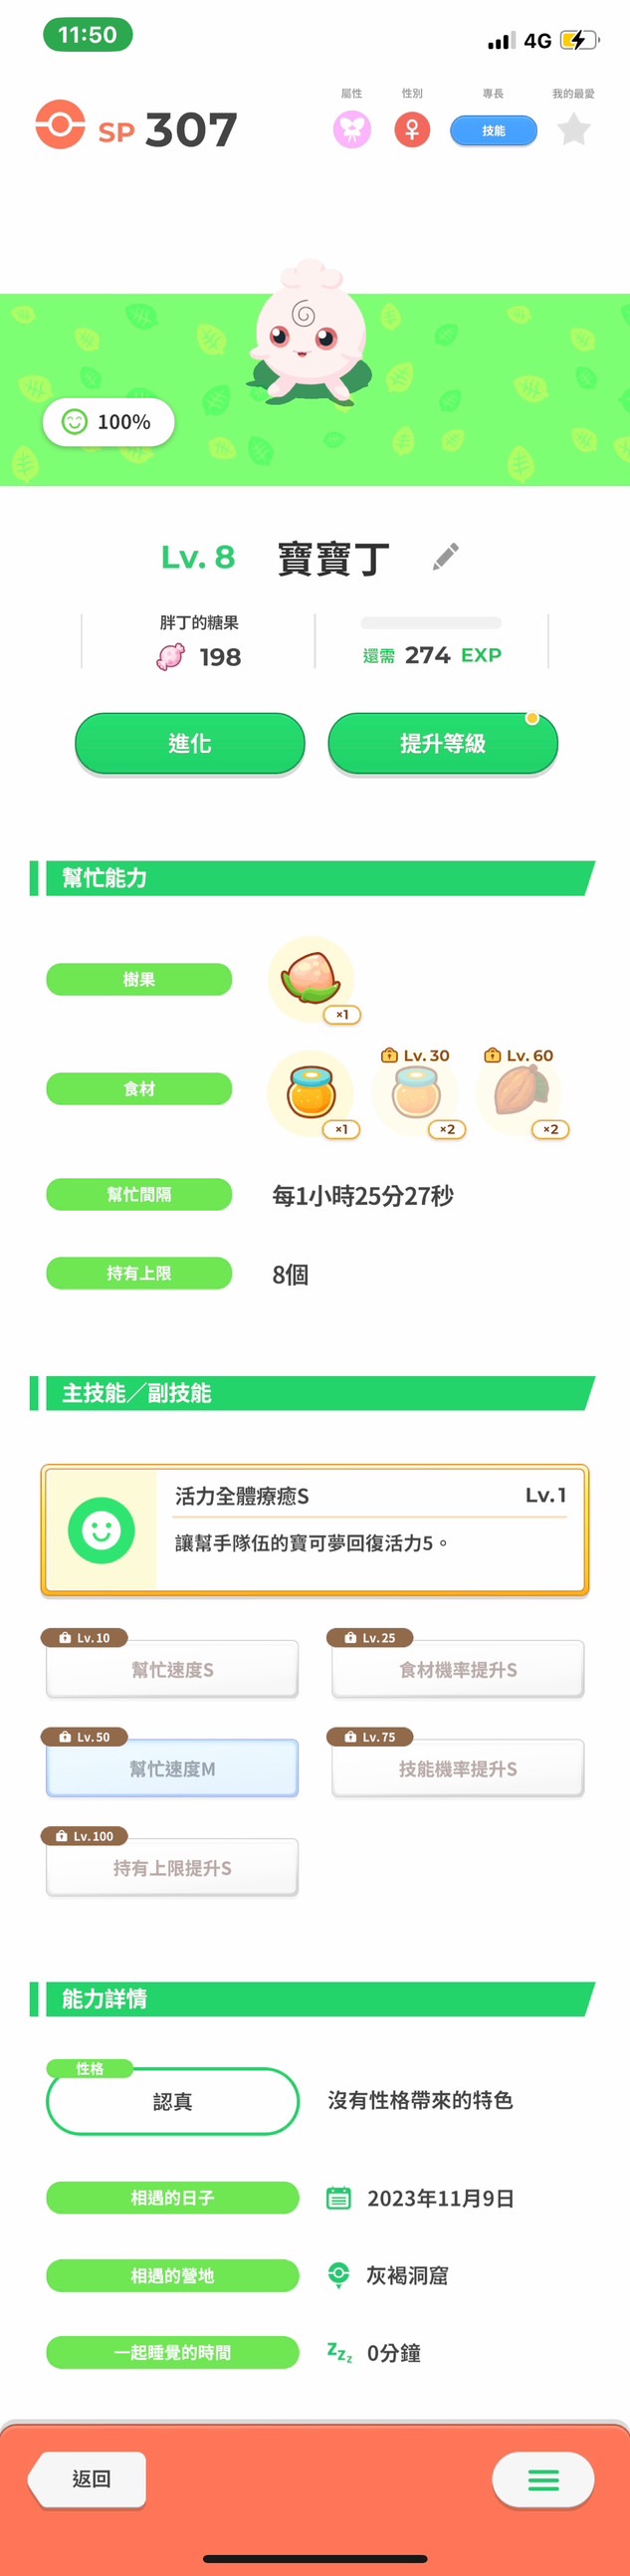 11:50
4G
屬性
性別
專長
我的最愛
SP 307
技能
100%
Lv. 8 寶寶丁
胖丁的糖果
198
還需 274 EXP
進化
提升等級
幫忙能力
樹果
×1
食材
×1
Lv.30
×2
Lv.60
×2
幫忙間隔
每1小時25分27秒
持有上限
8個
主技能／副技能
活力全體療癒S Lv.1
讓幫手隊伍的寶可夢回復活力5。
Lv.10
幫忙速度S
Lv.25
食材機率提升S
Lv.50
幫忙速度M
Lv.75
技能機率提升S
Lv.100
持有上限提升S
能力詳情
性格
認真
沒有性格帶來的特色
相遇的日子
2023年11月9日
相遇的營地
灰褐洞窟
一起睡覺的時間
zzz
0分鐘
返回